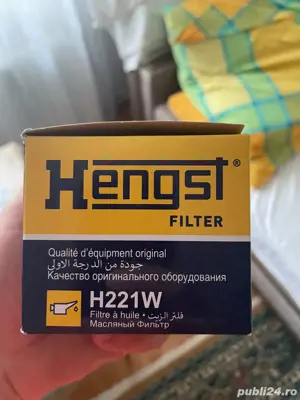 Hengst®
FILTER
Qualité d'équipment original
جودة من الدرجة الاولى
Качество оригинального оборудования
H221W
Filtre à huile • فلتر الزيت
Масляный Фильтр
publi24.ro